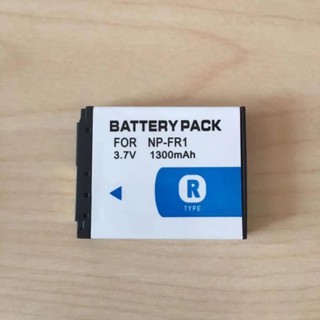 BATTERY PACK
FOR NP-FR1
3.7V 1300mAh
R
TYPE